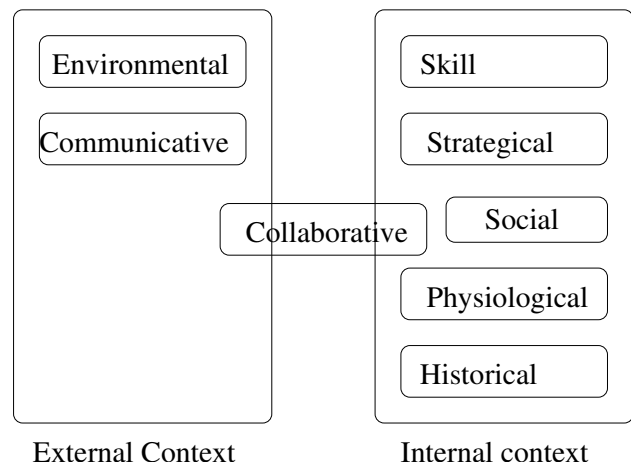 Environmental
Communicative
Collaborative
External Context
Skill
Strategical
Social
Physiological
Historical
Internal context